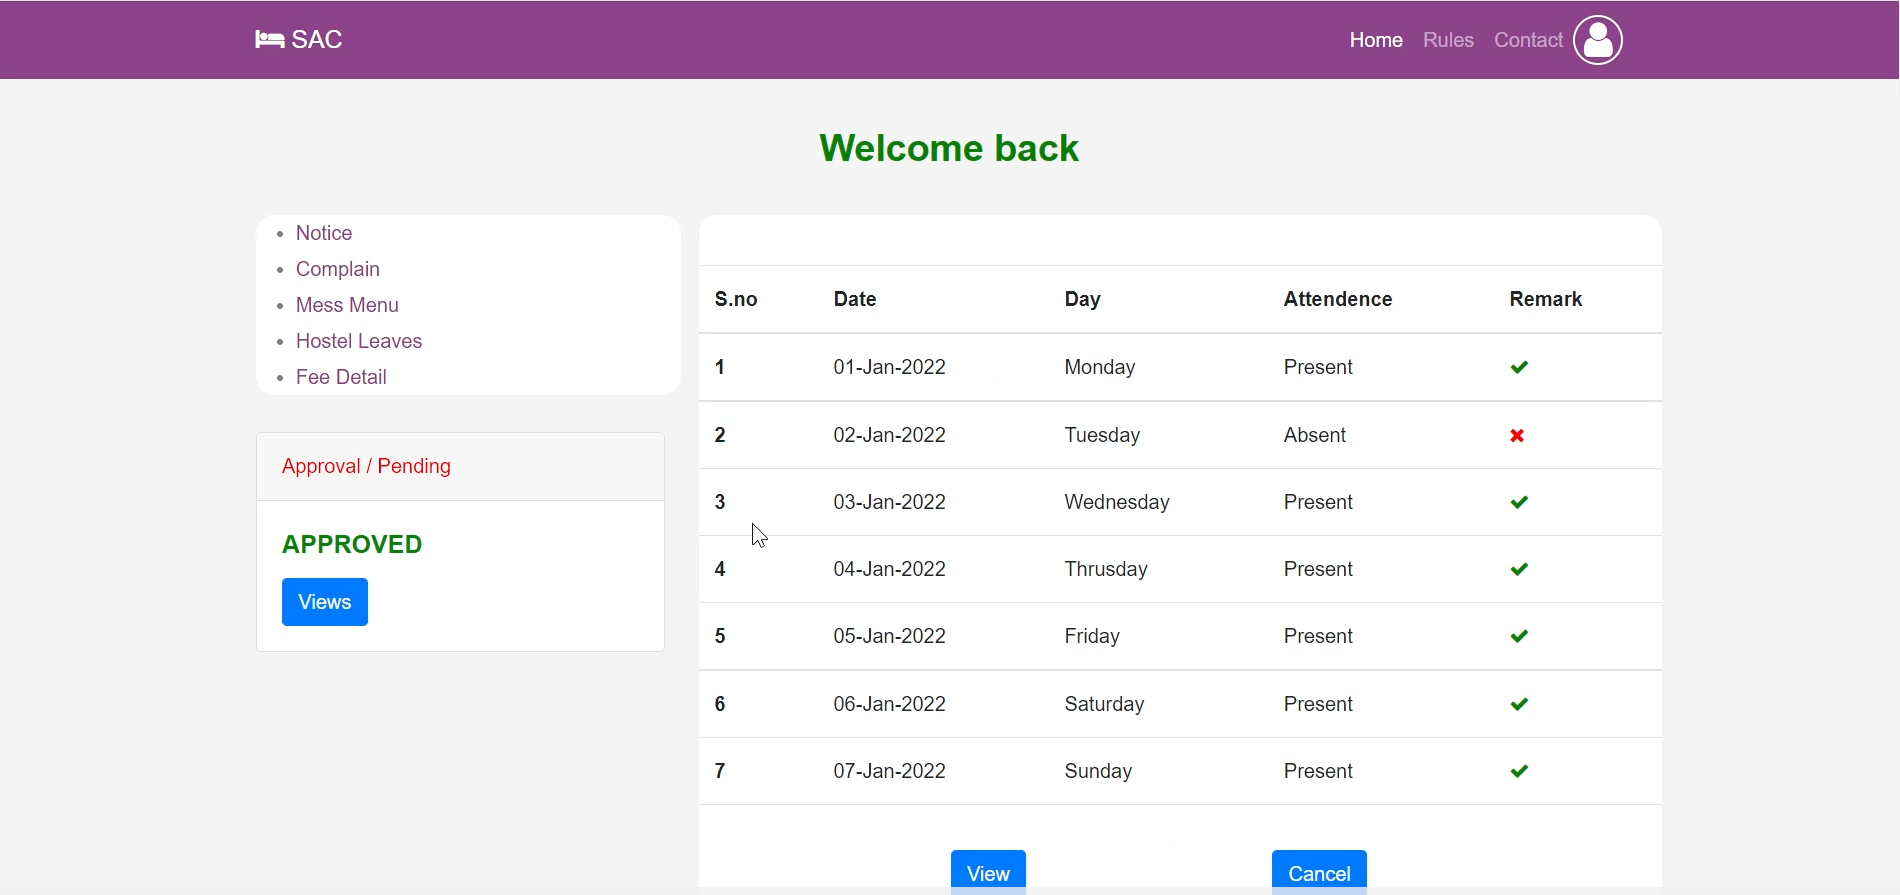 SAC
Home Rules Contact
Welcome back
Notice
Complain
Mess Menu
Hostel Leaves
Fee Detail
Approval / Pending
APPROVED
Views
S.no Date Day Attendence Remark
1 01-Jan-2022 Monday Present
2 02-Jan-2022 Tuesday Absent
3 03-Jan-2022 Wednesday Present
4 04-Jan-2022 Thrusday Present
5 05-Jan-2022 Friday Present
6 06-Jan-2022 Saturday Present
7 07-Jan-2022 Sunday Present
View Cancel